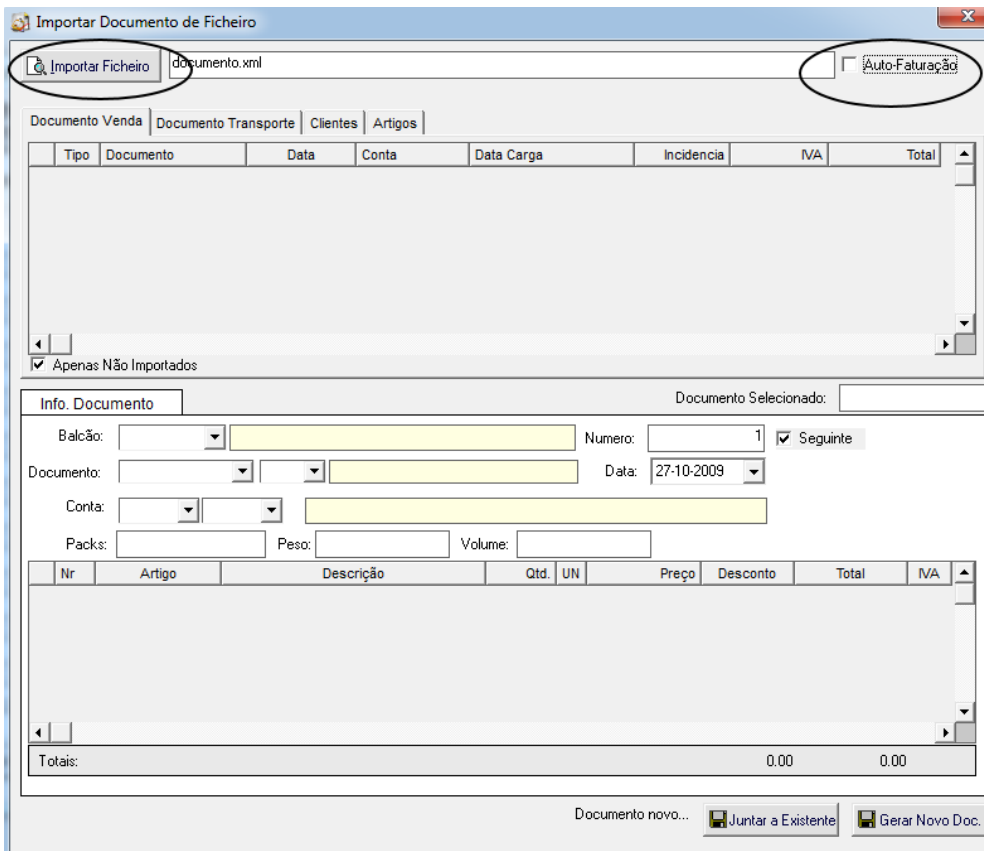 Importar Documento de Ficheiro
x
Importar Ficheiro documento.xml Auto-Faturação
Documento Venda Documento Transporte Clientes Artigos
Tipo Documento Data Conta Data Carga Incidencia IVA Total
Apenas Não Importados
Info. Documento Documento Selecionado:
Balcão: Numero: 1 Seguinte
Documento: Data: 27-10-2009
Conta:
Packs: Peso: Volume:
Nr Artigo Descrição Qtd. UN Preço Desconto Total IVA
Totais: 0.00 0.00
Documento novo... Juntar a Existente Gerar Novo Doc.